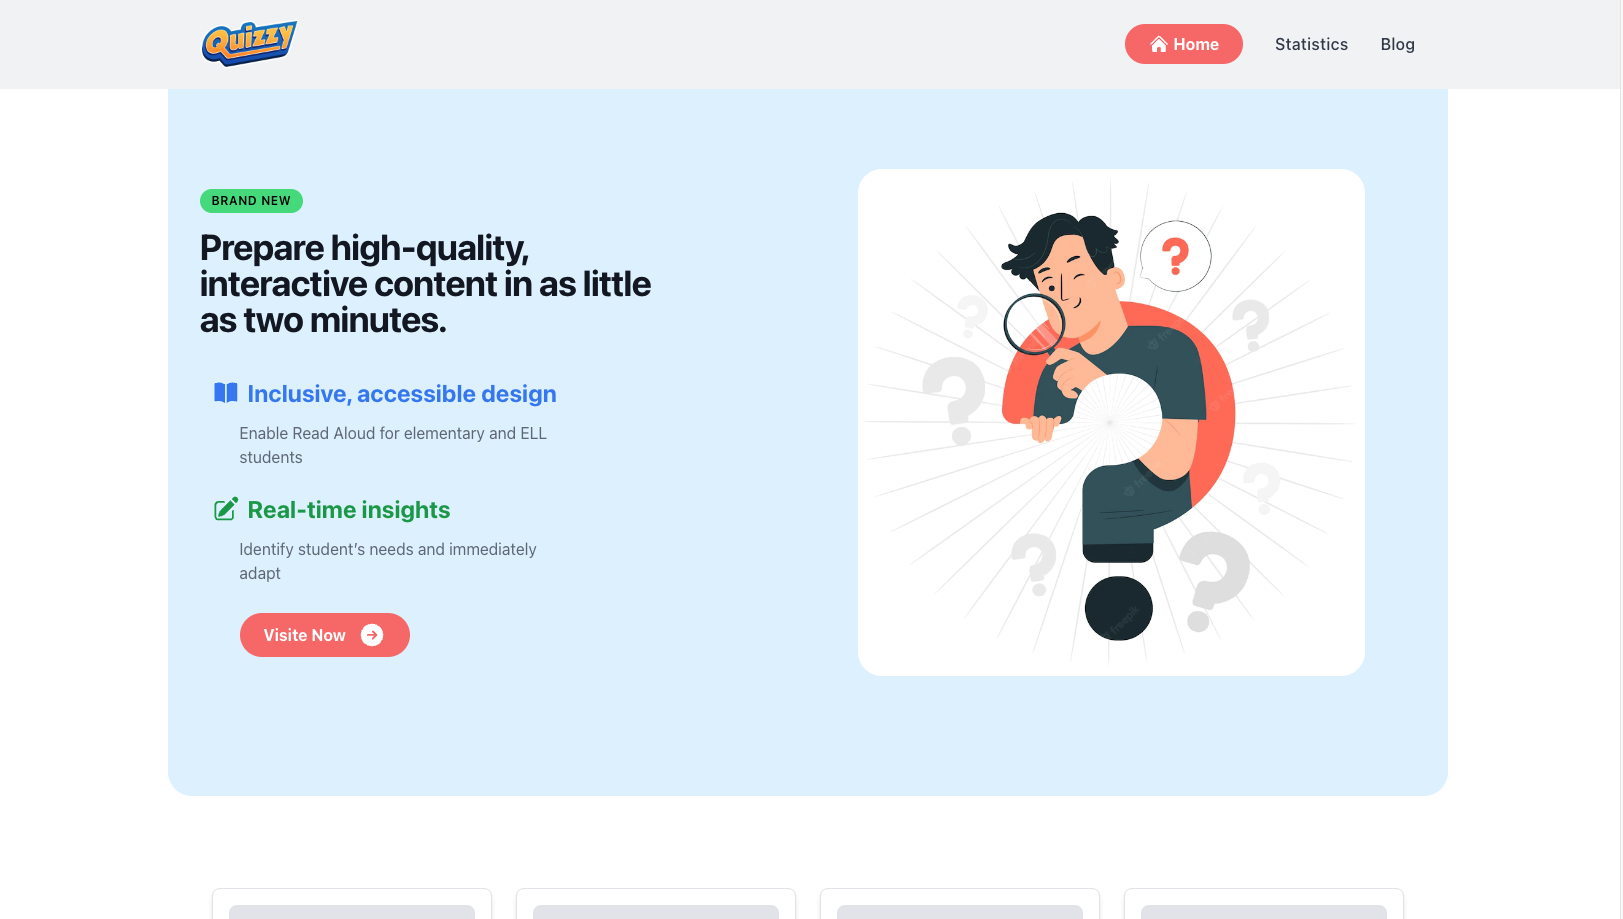 Quizzy
Home
Statistics
Blog
BRAND NEW
Prepare high-quality,
interactive content in as little
as two minutes.
Inclusive, accessible design
Enable Read Aloud for elementary and ELL
students
Real-time insights
Identify student's needs and immediately
adapt
Visite Now
?
?
?
?
?
?
?
freepik